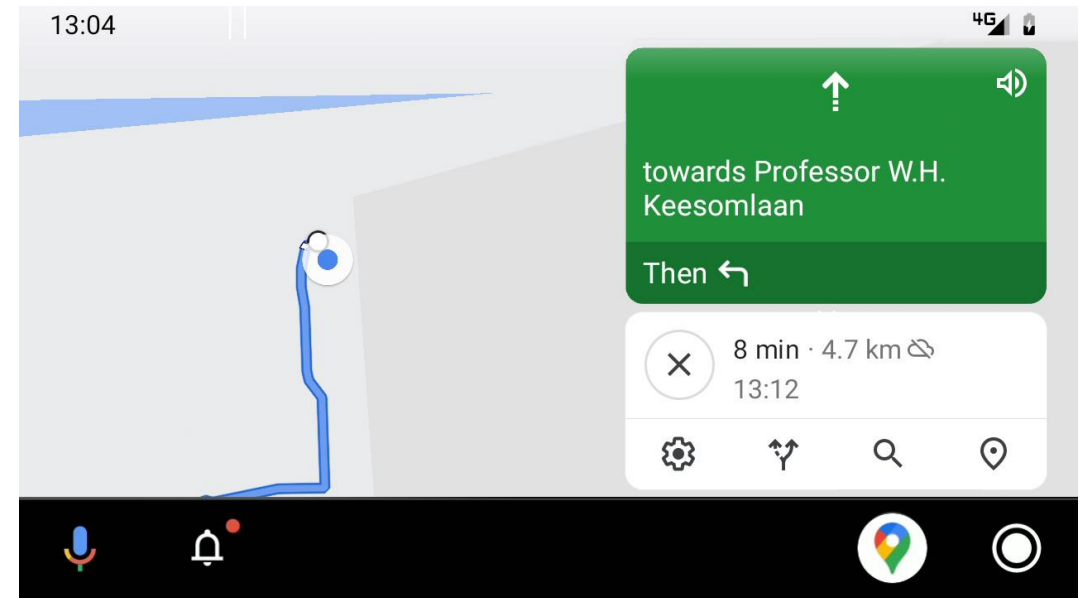 13:04
4G
towards Professor W.H.
Keesomlaan
Then
8 min · 4.7 km
13:12